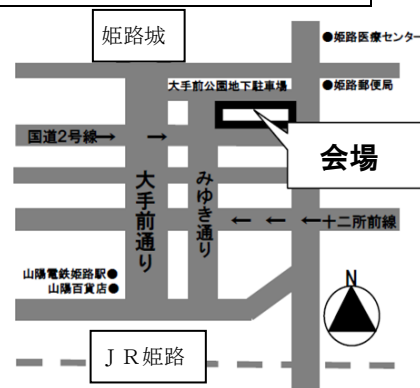 姫路城
●姫路医療センター
大手前公園地下駐車場
●姫路郵便局
国道2号線→ →
会場
大手前通り
みゆき通り
← ← ←十二所前線
山陽電鉄姫路駅●
山陽百貨店●
N
ＪＲ姫路